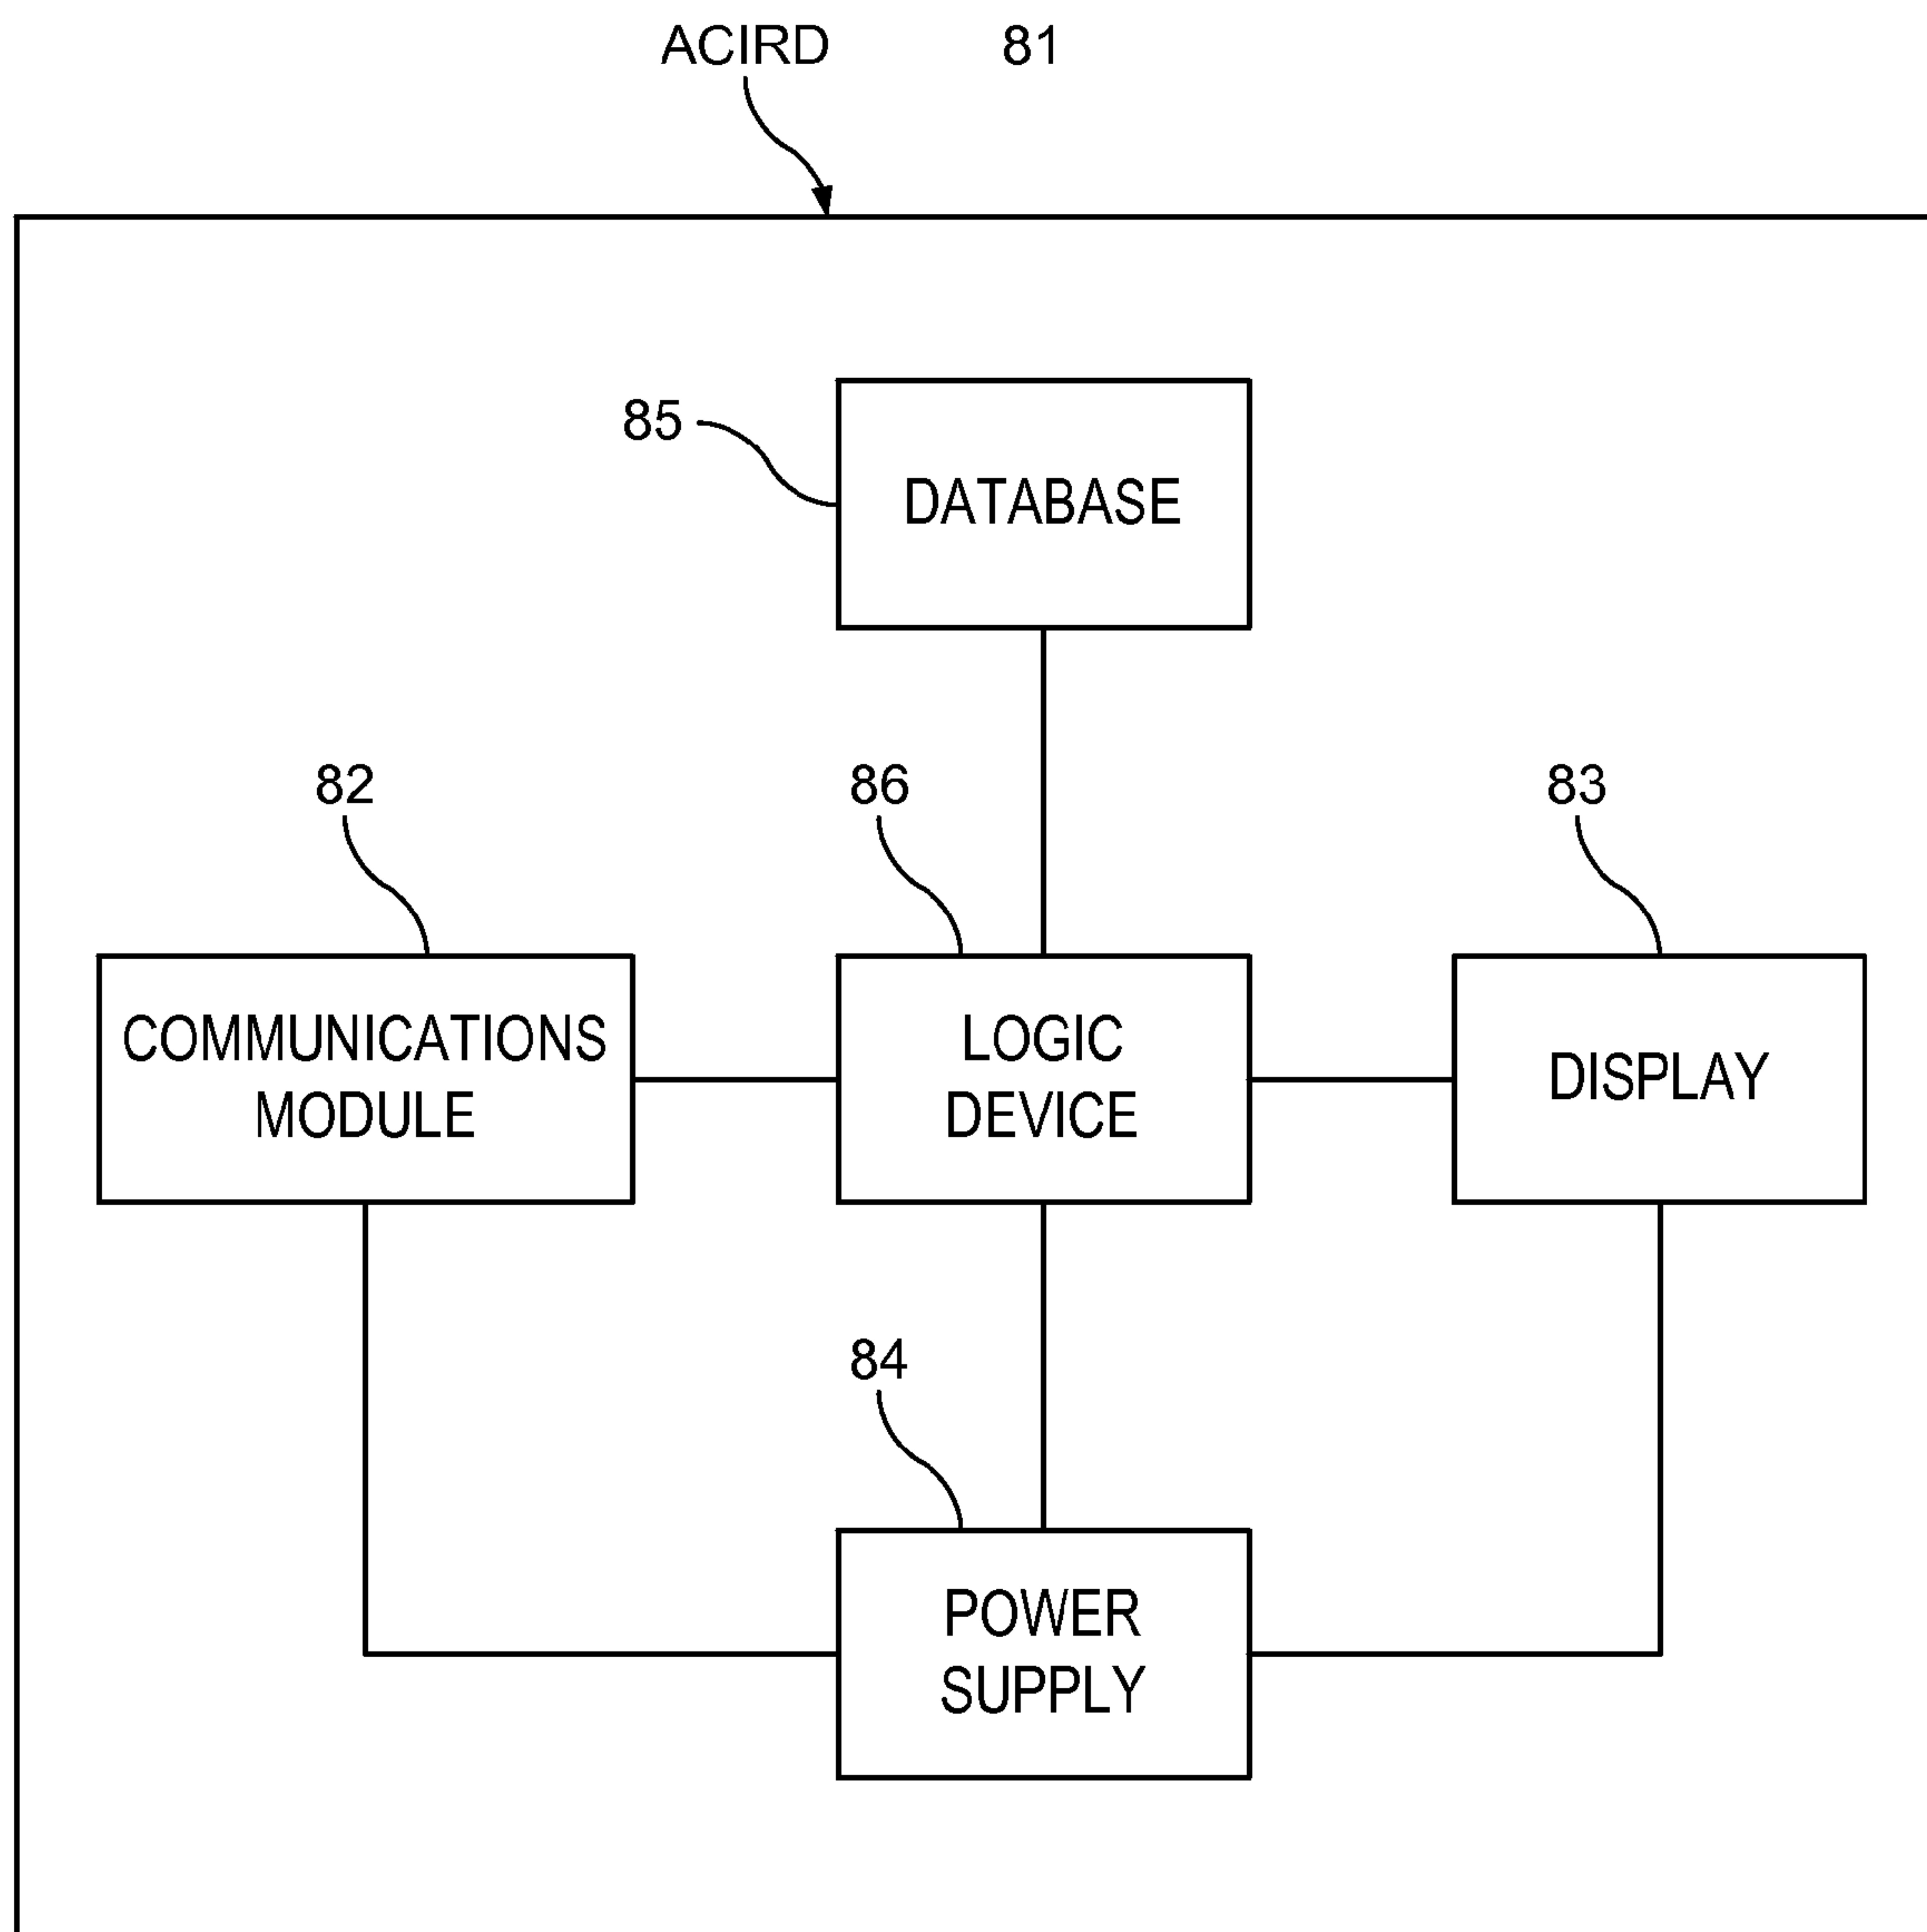 ACIRD 81
85
DATABASE
82
86
83
COMMUNICATIONS
MODULE
LOGIC
DEVICE
DISPLAY
84
POWER
SUPPLY